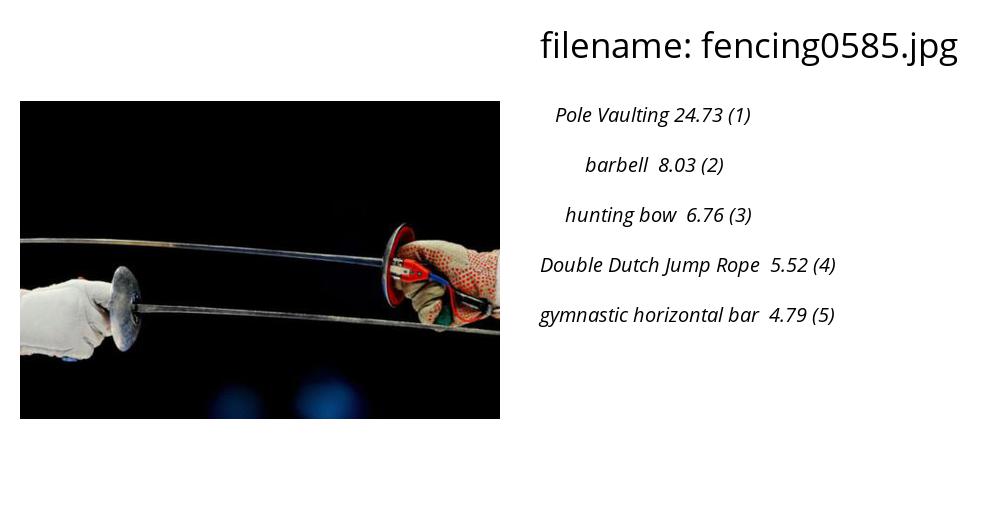 filename: fencing0585.jpg
Pole Vaulting 24.73 (1)
barbell 8.03 (2)
hunting bow 6.76 (3)
Double Dutch Jump Rope 5.52 (4)
gymnastic horizontal bar 4.79 (5)